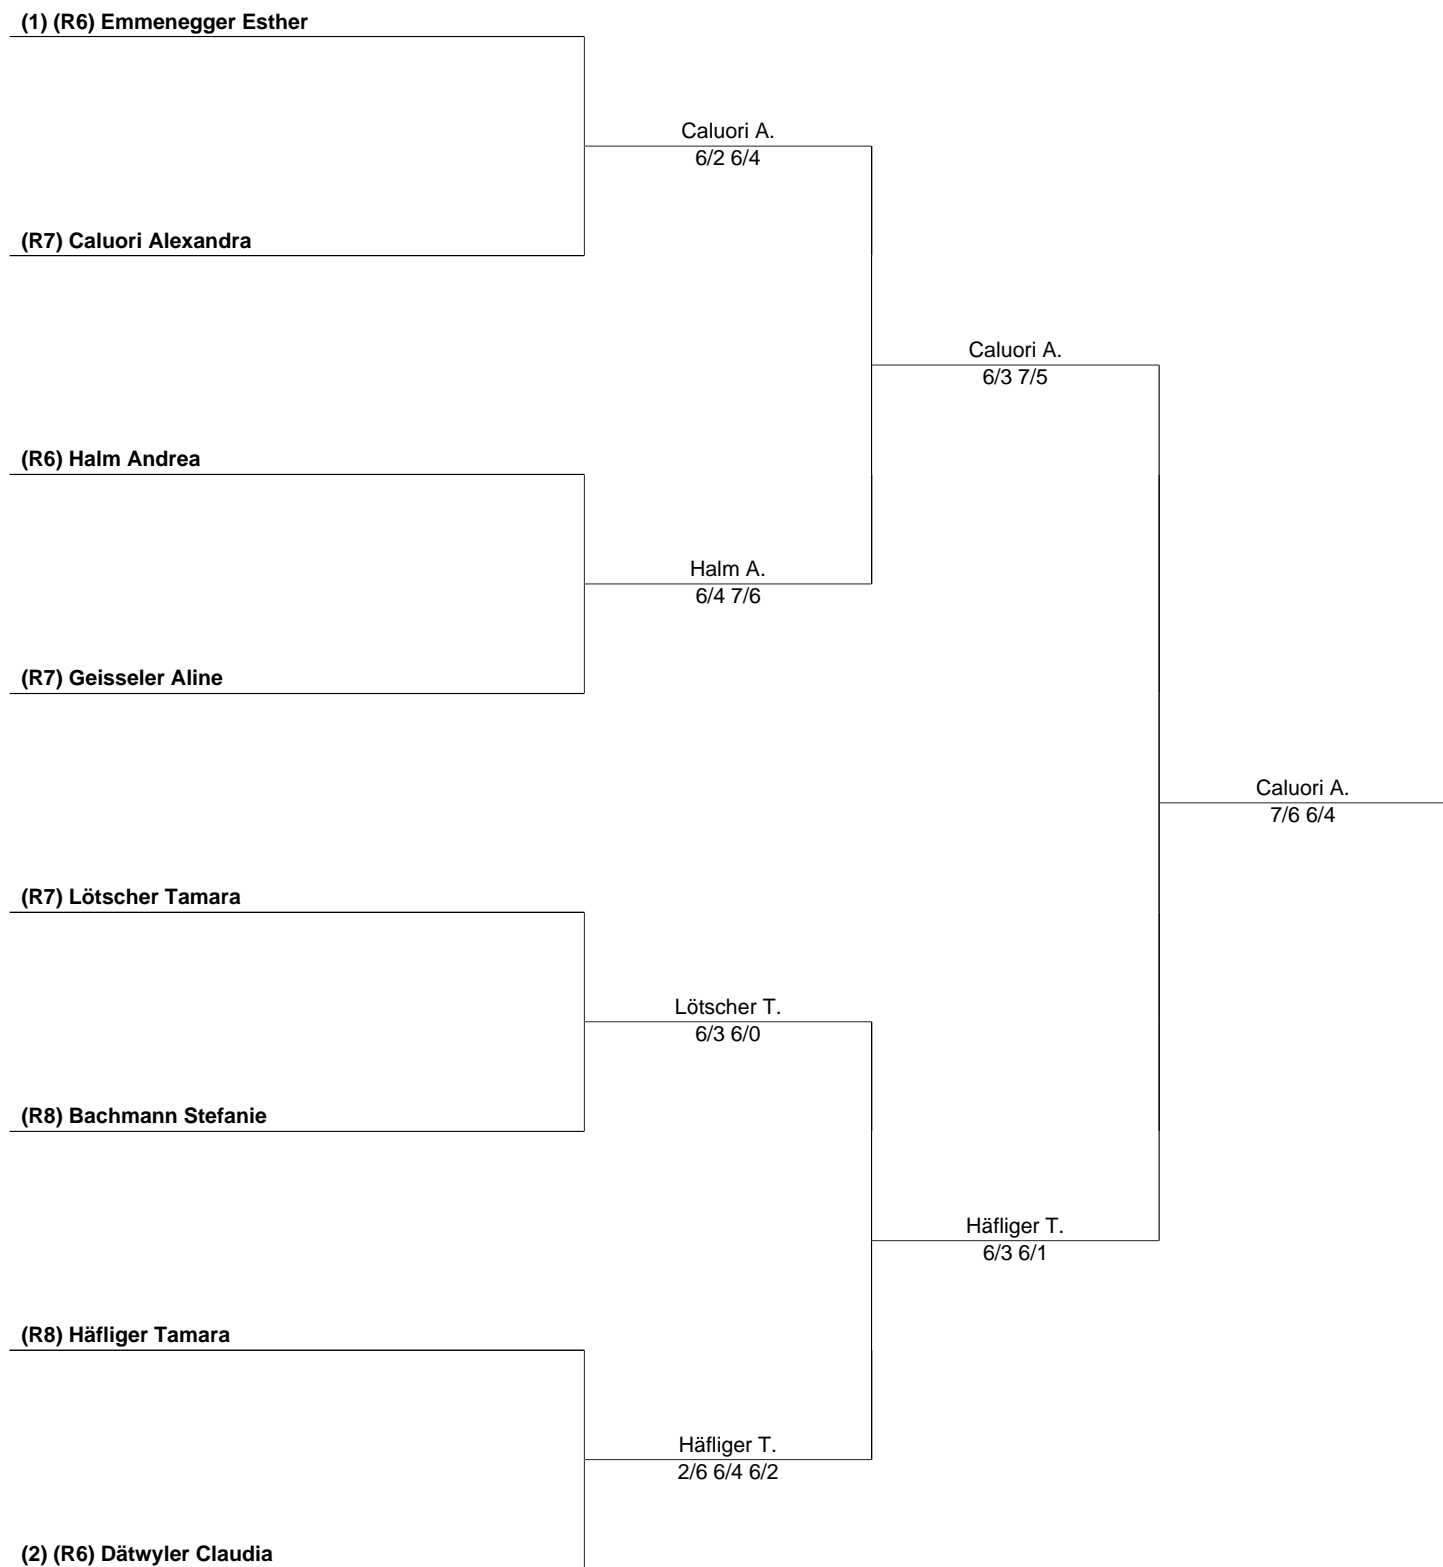 (1) (R6) Emmenegger Esther
Caluori A.
6/2 6/4
(R7) Caluori Alexandra
Caluori A.
6/3 7/5
(R6) Halm Andrea
Halm A.
6/4 7/6
(R7) Geisseler Aline
Caluori A.
7/6 6/4
(R7) Lötscher Tamara
Lötscher T.
6/3 6/0
(R8) Bachmann Stefanie
Häfliger T.
6/3 6/1
(R8) Häfliger Tamara
Häfliger T.
2/6 6/4 6/2
(2) (R6) Dätwyler Claudia